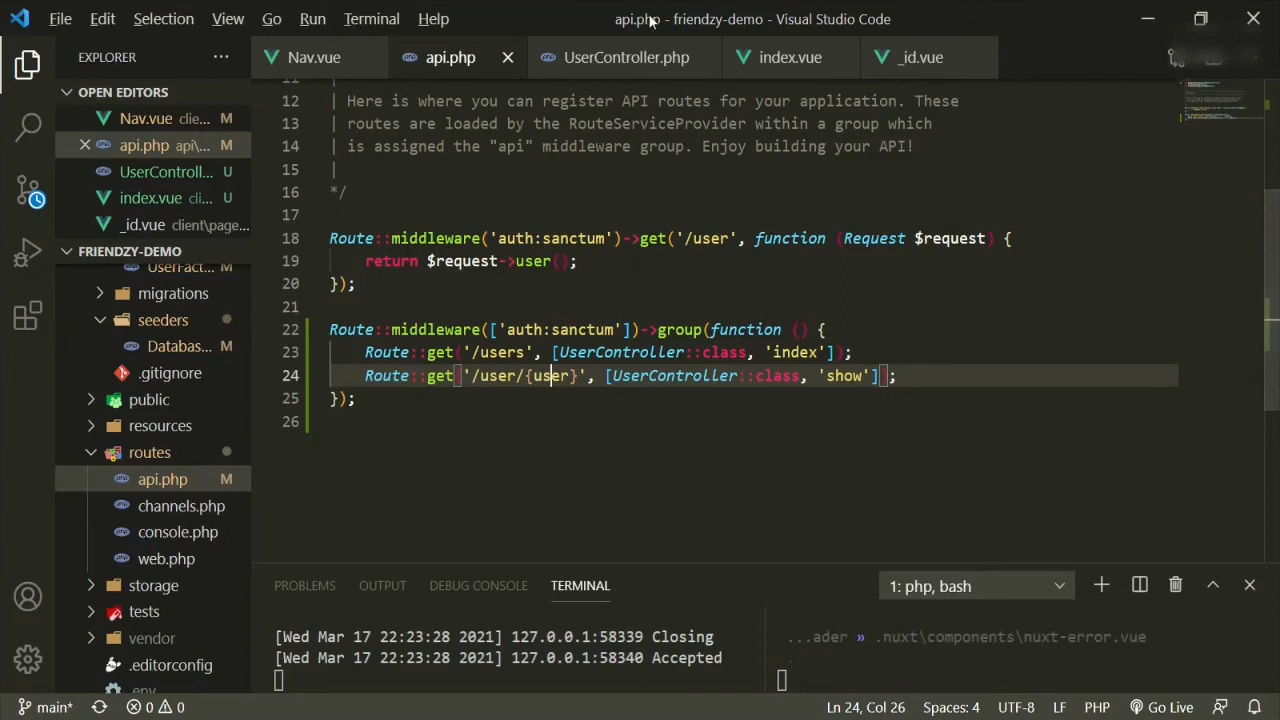 File Edit Selection View Go Run Terminal Help
api.php - friendzy-demo - Visual Studio Code
EXPLORER
Nav.vue
api.php
UserController.php
index.vue
_id.vue
OPEN EDITORS
Nav.vue clie... M
api.php api\... M
UserControll... U
index.vue cli... U
_id.vue client\page...
FRIENDZY-DEMO
UserFact... M
migrations
seeders
Databas... M
.gitignore
public
resources
routes
api.php M
channels.php
console.php
web.php
storage
tests
vendor
.editorconfig
.env
11 |
12 | Here is where you can register API routes for your application. These
13 | routes are loaded by the RouteServiceProvider within a group which
14 | is assigned the "api" middleware group. Enjoy building your API!
15 |
16 */
17
18 Route::middleware('auth:sanctum')->get('/user', function (Request $request) {
19 return $request->user();
20 });
21
22 Route::middleware(['auth:sanctum'])->group(function () {
23 Route::get('/users', [UserController::class, 'index']);
24 Route::get('/user/{user}', [UserController::class, 'show']);
25 });
26
PROBLEMS OUTPUT DEBUG CONSOLE TERMINAL
1: php, bash
[Wed Mar 17 22:23:28 2021] 127.0.0.1:58339 Closing
[Wed Mar 17 22:23:28 2021] 127.0.0.1:58340 Accepted
...ader » .nuxt\components\nuxt-error.vue
..
main* 0 0
Ln 24, Col 26 Spaces: 4 UTF-8 LF PHP Go Live